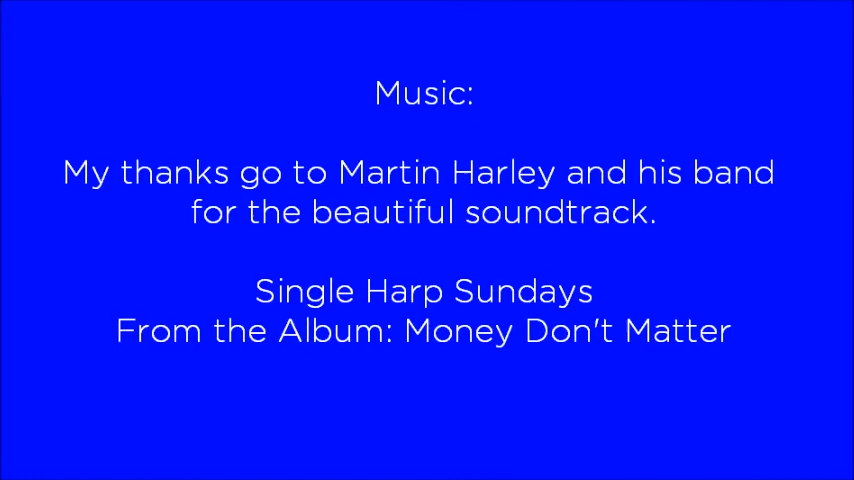 Music:
My thanks go to Martin Harley and his band
for the beautiful soundtrack.
Single Harp Sundays
From the Album: Money Don't Matter